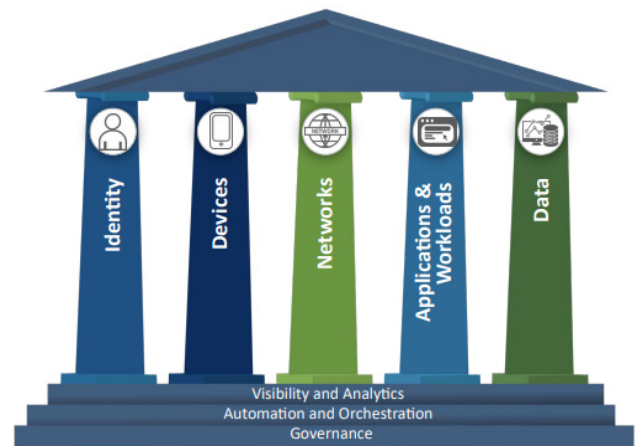 NETWORK
Identity
Devices
Networks
Applications &
Workloads
Data
Visibility and Analytics
Automation and Orchestration
Governance